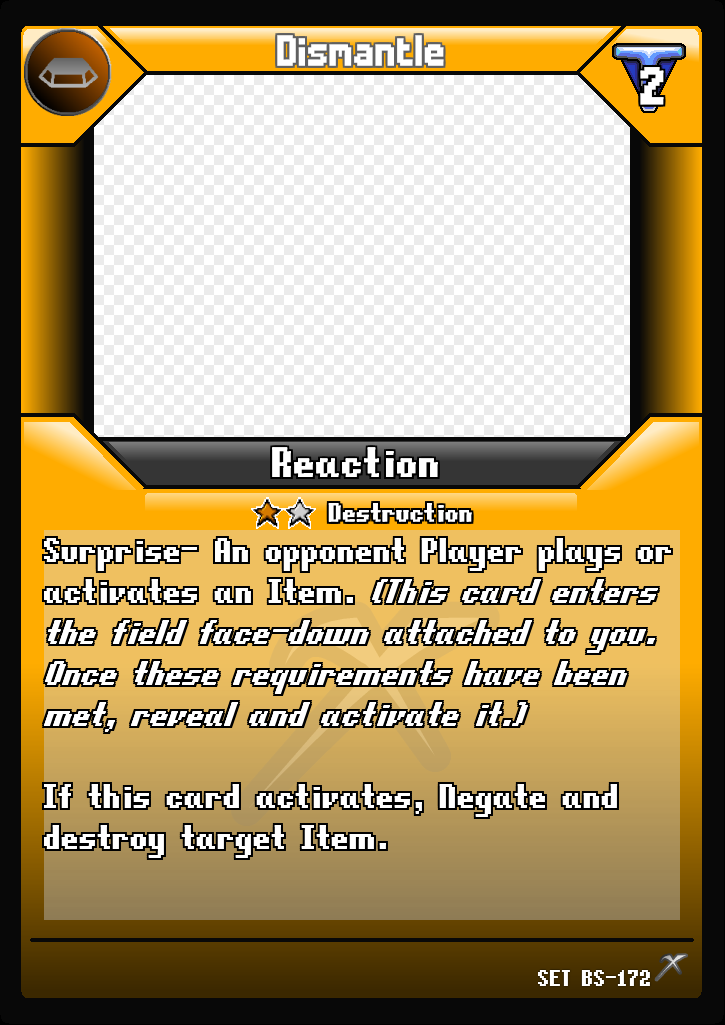 Dismantle
2
Reaction
Destruction
Surprise- An opponent Player plays or
activates an Item. (This card enters
the field face-down attached to you.
Once these requirements have been
met, reveal and activate it.)
If this card activates, Negate and
destroy target Item.
SET BS-172